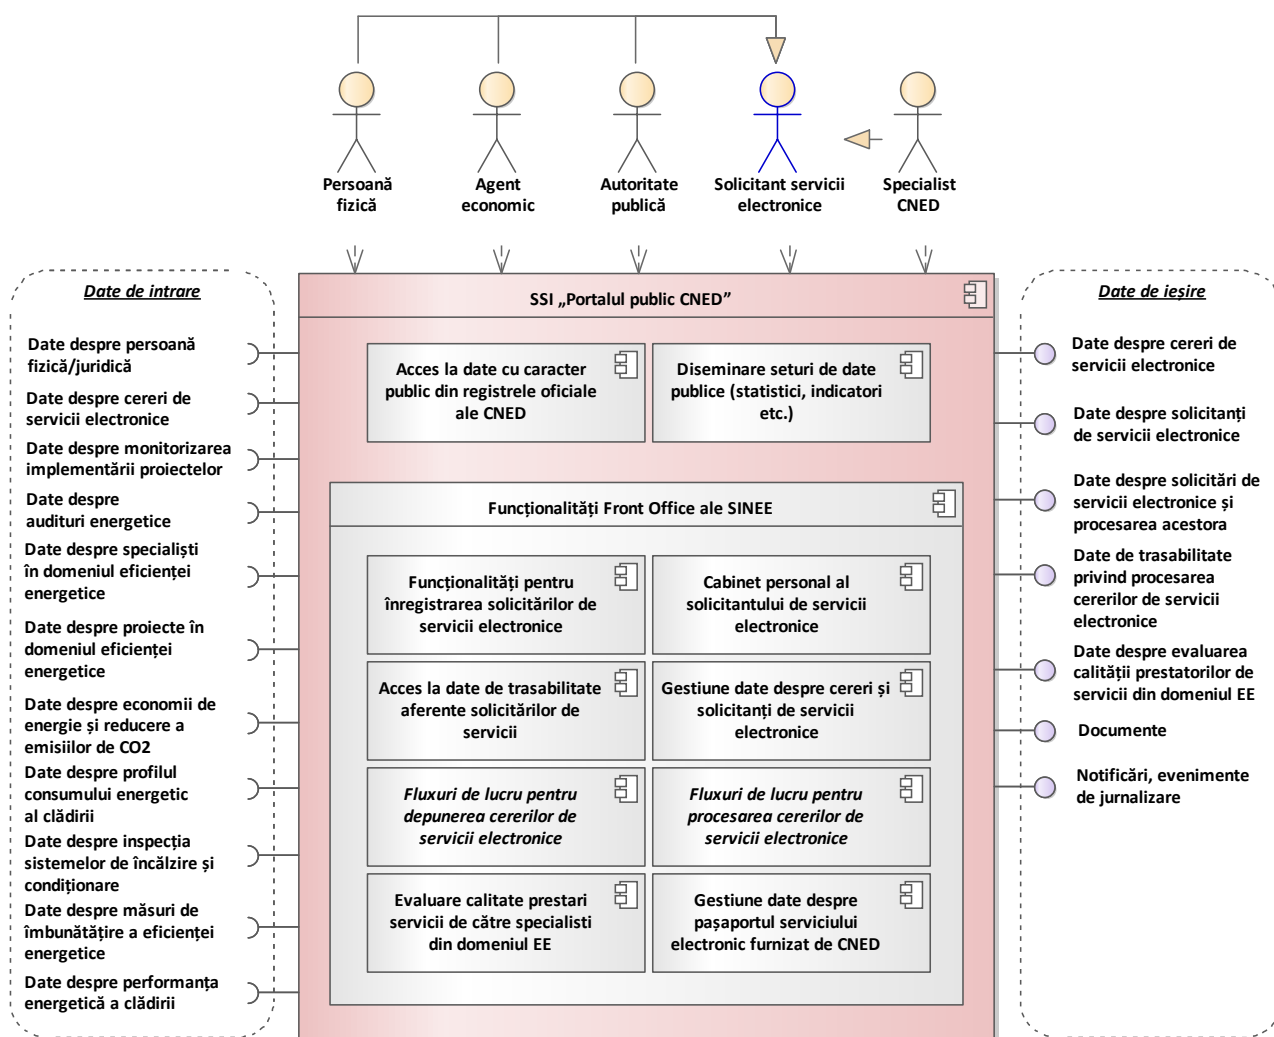 Persoană
fizică
Agent
economic
Autoritate
publică
Solicitant servicii
electronice
Specialist
CNED
Date de intrare
Date despre persoană
fizică/juridică
Date despre cereri de
servicii electronice
Date despre monitorizarea
implementării proiectelor
Date despre
audituri energetice
Date despre specialiști
în domeniul eficienței
energetice
Date despre proiecte în
domeniul eficienței
energetice
Date despre economii de
energie și reducere a
emisiilor de CO2
Date despre profilul
consumului energetic
al clădirii
Date despre inspecția
sistemelor de încălzire și
condiționare
Date despre măsuri de
îmbunătățire a eficienței
energetice
Date despre performanța
energetică a clădirii
SSI „Portalul public CNED”
Acces la date cu caracter
public din registrele oficiale
ale CNED
Diseminare seturi de date
publice (statistici, indicatori
etc.)
Funcționalități Front Office ale SINEE
Funcționalități pentru
înregistrarea solicitărilor de
servicii electronice
Cabinet personal al
solicitantului de servicii
electronice
Acces la date de trasabilitate
aferente solicitărilor de
servicii
Gestiune date despre cereri și
solicitanți de servicii
electronice
Fluxuri de lucru pentru
depunerea cererilor de
servicii electronice
Fluxuri de lucru pentru
procesarea cererilor de
servicii electronice
Evaluare calitate prestari
servicii de către specialisti
din domeniul EE
Gestiune date despre
pașaportul serviciului
electronic furnizat de CNED
Date de ieșire
Date despre cereri de
servicii electronice
Date despre solicitanți
de servicii electronice
Date despre solicitări de
servicii electronice și
procesarea acestora
Date de trasabilitate
privind procesarea
cererilor de servicii
electronice
Date despre evaluarea
calității prestatorilor de
servicii din domeniul EE
Documente
Notificări, evenimente
de jurnalizare